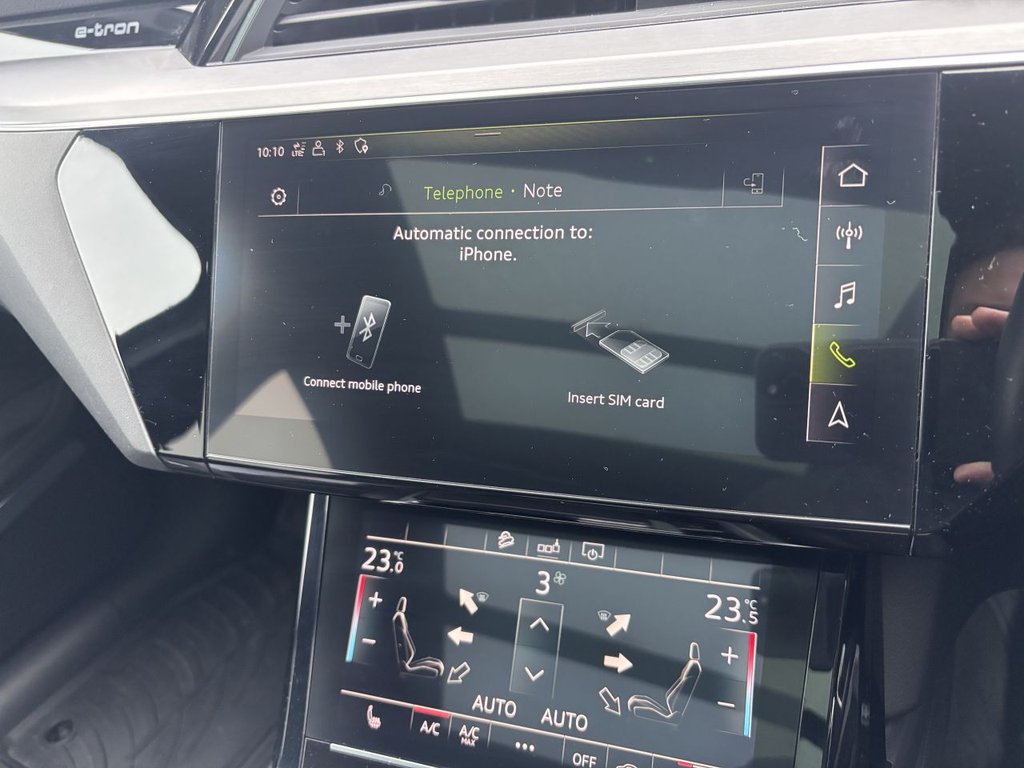 e-tron
10:10 LTE
Telephone · Note
Automatic connection to:
iPhone.
Connect mobile phone
Insert SIM card
23.0 °C
3
23.5 °C
AUTO
AUTO
A/C
A/C MAX
OFF